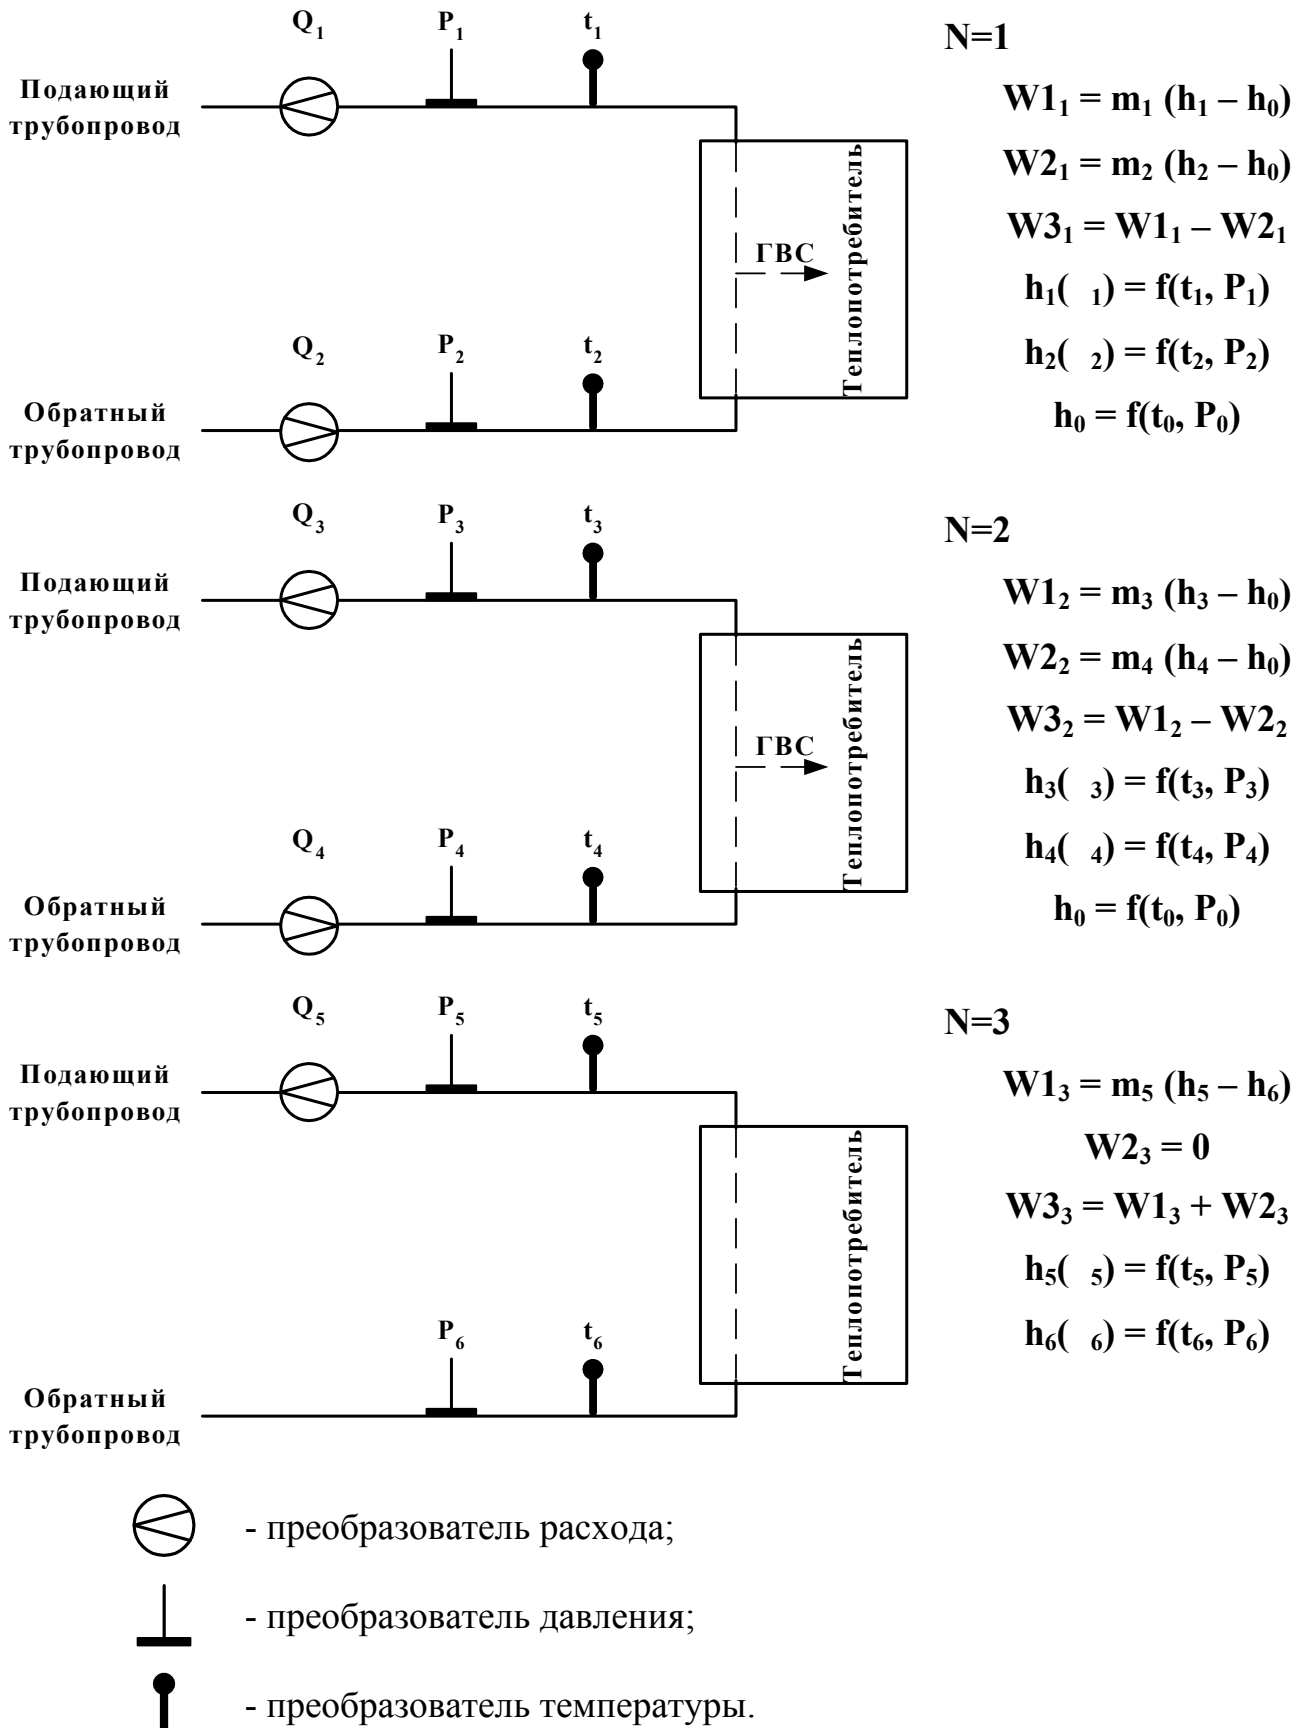 Q₁ P₁ t₁
N=1
Подающий
трубопровод
W1₁ = m₁ (h₁ – h₀)
W2₁ = m₂ (h₂ – h₀)
W3₁ = W1₁ – W2₁
ГВС
Теплопотребитель
h₁( ₁) = f(t₁, P₁)
Q₂ P₂ t₂
h₂( ₂) = f(t₂, P₂)
Обратный
трубопровод
h₀ = f(t₀, P₀)
Q₃ P₃ t₃
N=2
Подающий
трубопровод
W1₂ = m₃ (h₃ – h₀)
W2₂ = m₄ (h₄ – h₀)
W3₂ = W1₂ – W2₂
ГВС
Теплопотребитель
h₃( ₃) = f(t₃, P₃)
Q₄ P₄ t₄
h₄( ₄) = f(t₄, P₄)
Обратный
трубопровод
h₀ = f(t₀, P₀)
Q₅ P₅ t₅
N=3
Подающий
трубопровод
W1₃ = m₅ (h₅ – h₆)
W2₃ = 0
W3₃ = W1₃ + W2₃
Теплопотребитель
h₅( ₅) = f(t₅, P₅)
P₆ t₆
h₆( ₆) = f(t₆, P₆)
Обратный
трубопровод
- преобразователь расхода;
- преобразователь давления;
- преобразователь температуры.